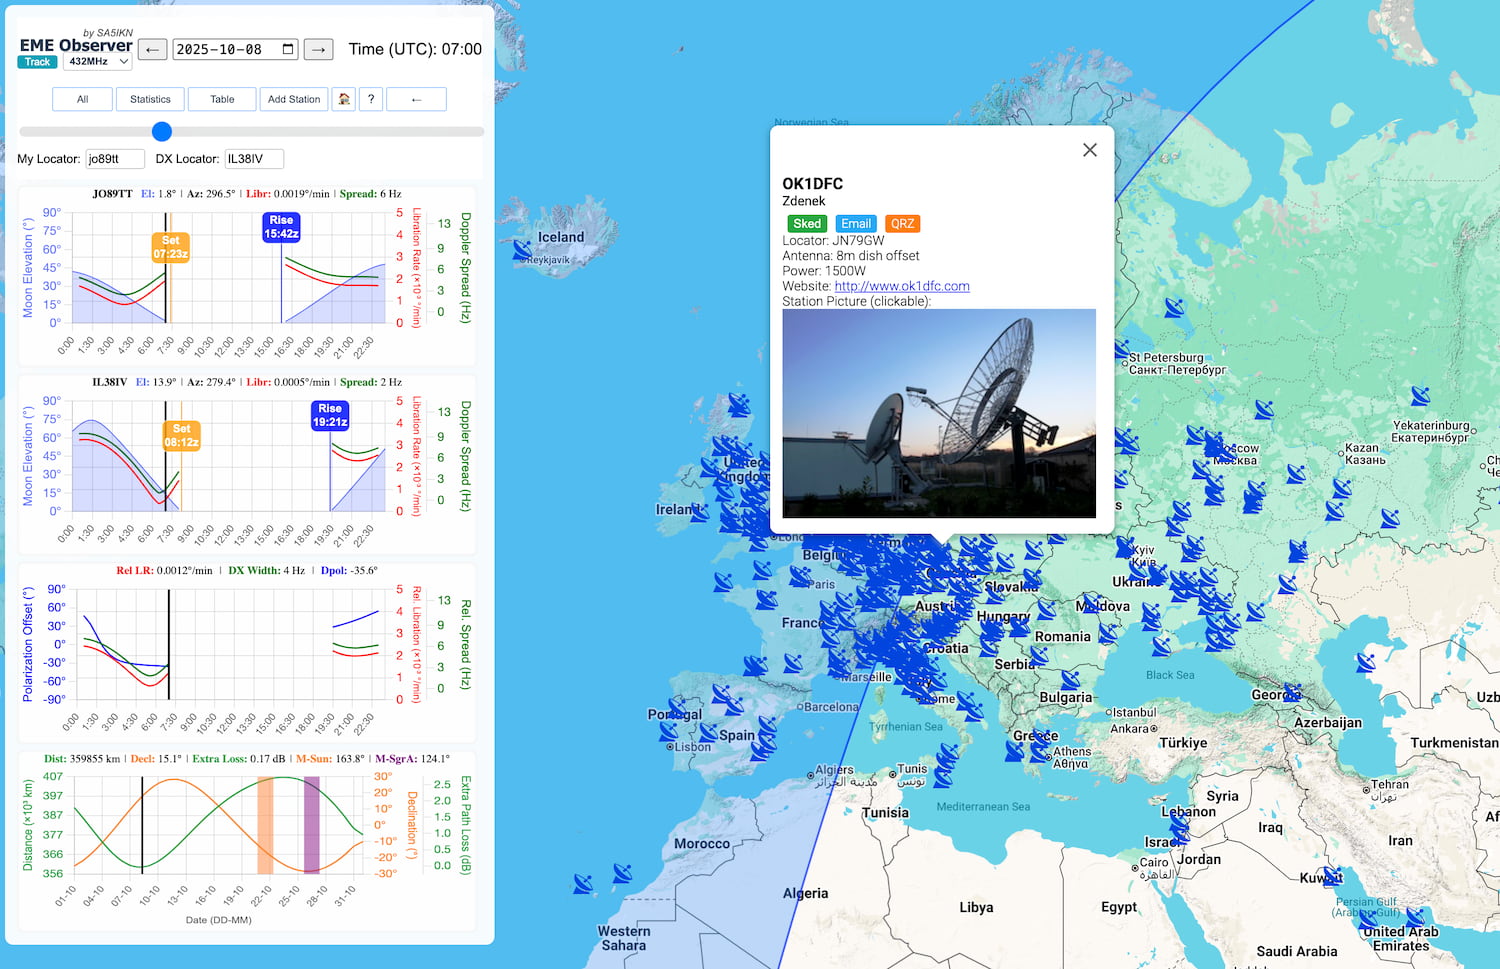 by SA5IKN
EME Observer
Track
432MHz
←
2025-10-08
→
Time (UTC): 07:00
All
Statistics
Table
Add Station
?
←
My Locator: jo89tt
DX Locator: IL38IV
JO89TT El: 1.8° | Az: 296.5° | Libr: 0.0019°/min | Spread: 6 Hz
Moon Elevation (°)
90°
75°
60°
45°
30°
15°
0°
Set
07:23z
Rise
15:42z
5
4
3
2
1
0
Libration Rate (×10⁻³ °/min)
13
9
6
3
0
Doppler Spread (Hz)
0:00
1:30
3:00
4:30
6:00
7:30
9:00
10:30
12:00
13:30
15:00
16:30
18:00
19:30
21:00
22:30
IL38IV El: 13.9° | Az: 279.4° | Libr: 0.0005°/min | Spread: 2 Hz
Moon Elevation (°)
90°
75°
60°
45°
30°
15°
0°
Set
08:12z
Rise
19:21z
5
4
3
2
1
0
Libration Rate (×10⁻³ °/min)
13
9
6
3
0
Doppler Spread (Hz)
0:00
1:30
3:00
4:30
6:00
7:30
9:00
10:30
12:00
13:30
15:00
16:30
18:00
19:30
21:00
22:30
Rel LR: 0.0012°/min | DX Width: 4 Hz | Dpol: -35.6°
Polarization Offset (°)
90°
60°
30°
0°
-30°
-60°
-90°
5
4
3
2
1
0
Rel. Libration (×10⁻³ °/min)
13
9
6
3
0
Rel. Spread (Hz)
0:00
1:30
3:00
4:30
6:00
7:30
9:00
10:30
12:00
13:30
15:00
16:30
18:00
19:30
21:00
22:30
Dist: 359855 km | Decl: 15.1° | Extra Loss: 0.17 dB | M-Sun: 163.8° | M-SgrA: 124.1°
Distance (×10³ km)
407
397
387
377
366
356
30°
20°
10°
0°
-10°
-20°
-30°
Declination (°)
2.5
2.0
1.5
1.0
0.5
0.0
Extra Path Loss (dB)
01-10
04-10
07-10
10-10
13-10
16-10
19-10
22-10
25-10
28-10
31-10
Date (DD-MM)
OK1DFC
Zdenek
Sked
Email
QRZ
Locator: JN79GW
Antenna: 8m dish offset
Power: 1500W
Website: http://www.ok1dfc.com
Station Picture (clickable):
Norwegian Sea
Iceland
Reykjavík
St Petersburg
Санкт-Петербург
Yekaterinburg
Екатеринбург
Moscow
Москва
Kazan
Казань
United
Kingdom
Ireland
Belgium
Paris
France
Kyiv
Київ
Ukraine
Slovakia
Austria
Hungary
Moldova
Romania
Croatia
Serbia
Marseille
Barcelona
Rome
Bulgaria
Black Sea
Georgia
Azerbaijan
Turkmenistan
Portugal
Lisbon
Spain
Tyrrhenian Sea
Greece
Athens
Αθήνα
Istanbul
Ankara
Türkiye
Algiers
مدينة الجزائر
Tunis
تونس
Tunisia
Mediterranean Sea
Syria
Lebanon
Tehran
تهران
Israel
Iraq
Iran
Jordan
Cairo
القاهرة
Kuwait
Morocco
Algeria
Libya
Egypt
Persian Gulf
(Arabian Gulf)
United Arab
Emirates
Saudi Arabia
Western
Sahara